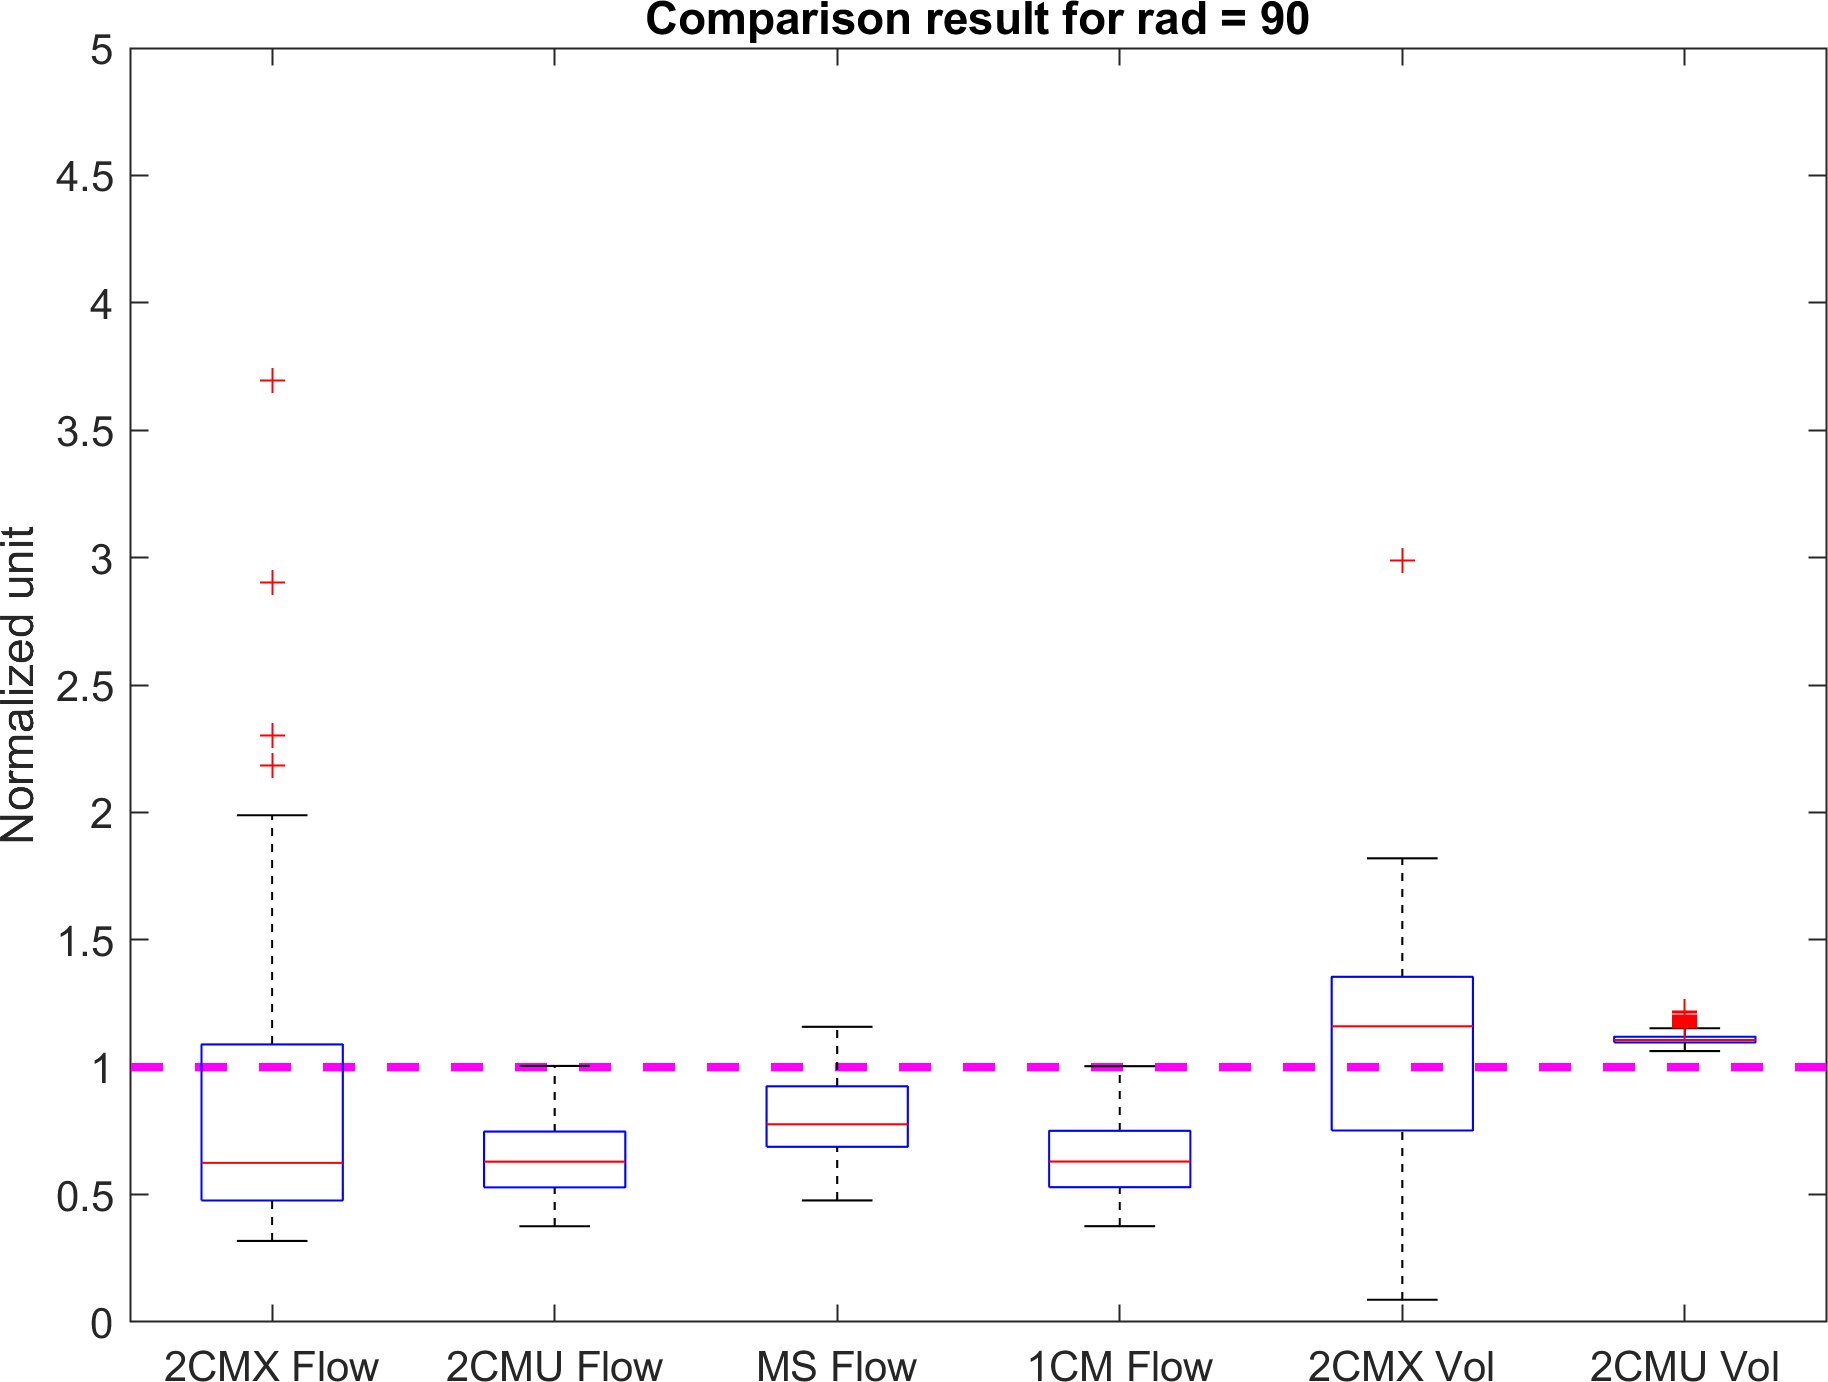 Comparison result for rad = 90
5
4.5
4
3.5
3
2.5
2
1.5
1
0.5
0
Normalized unit
2CMX Flow
2CMU Flow
MS Flow
1CM Flow
2CMX Vol
2CMU Vol